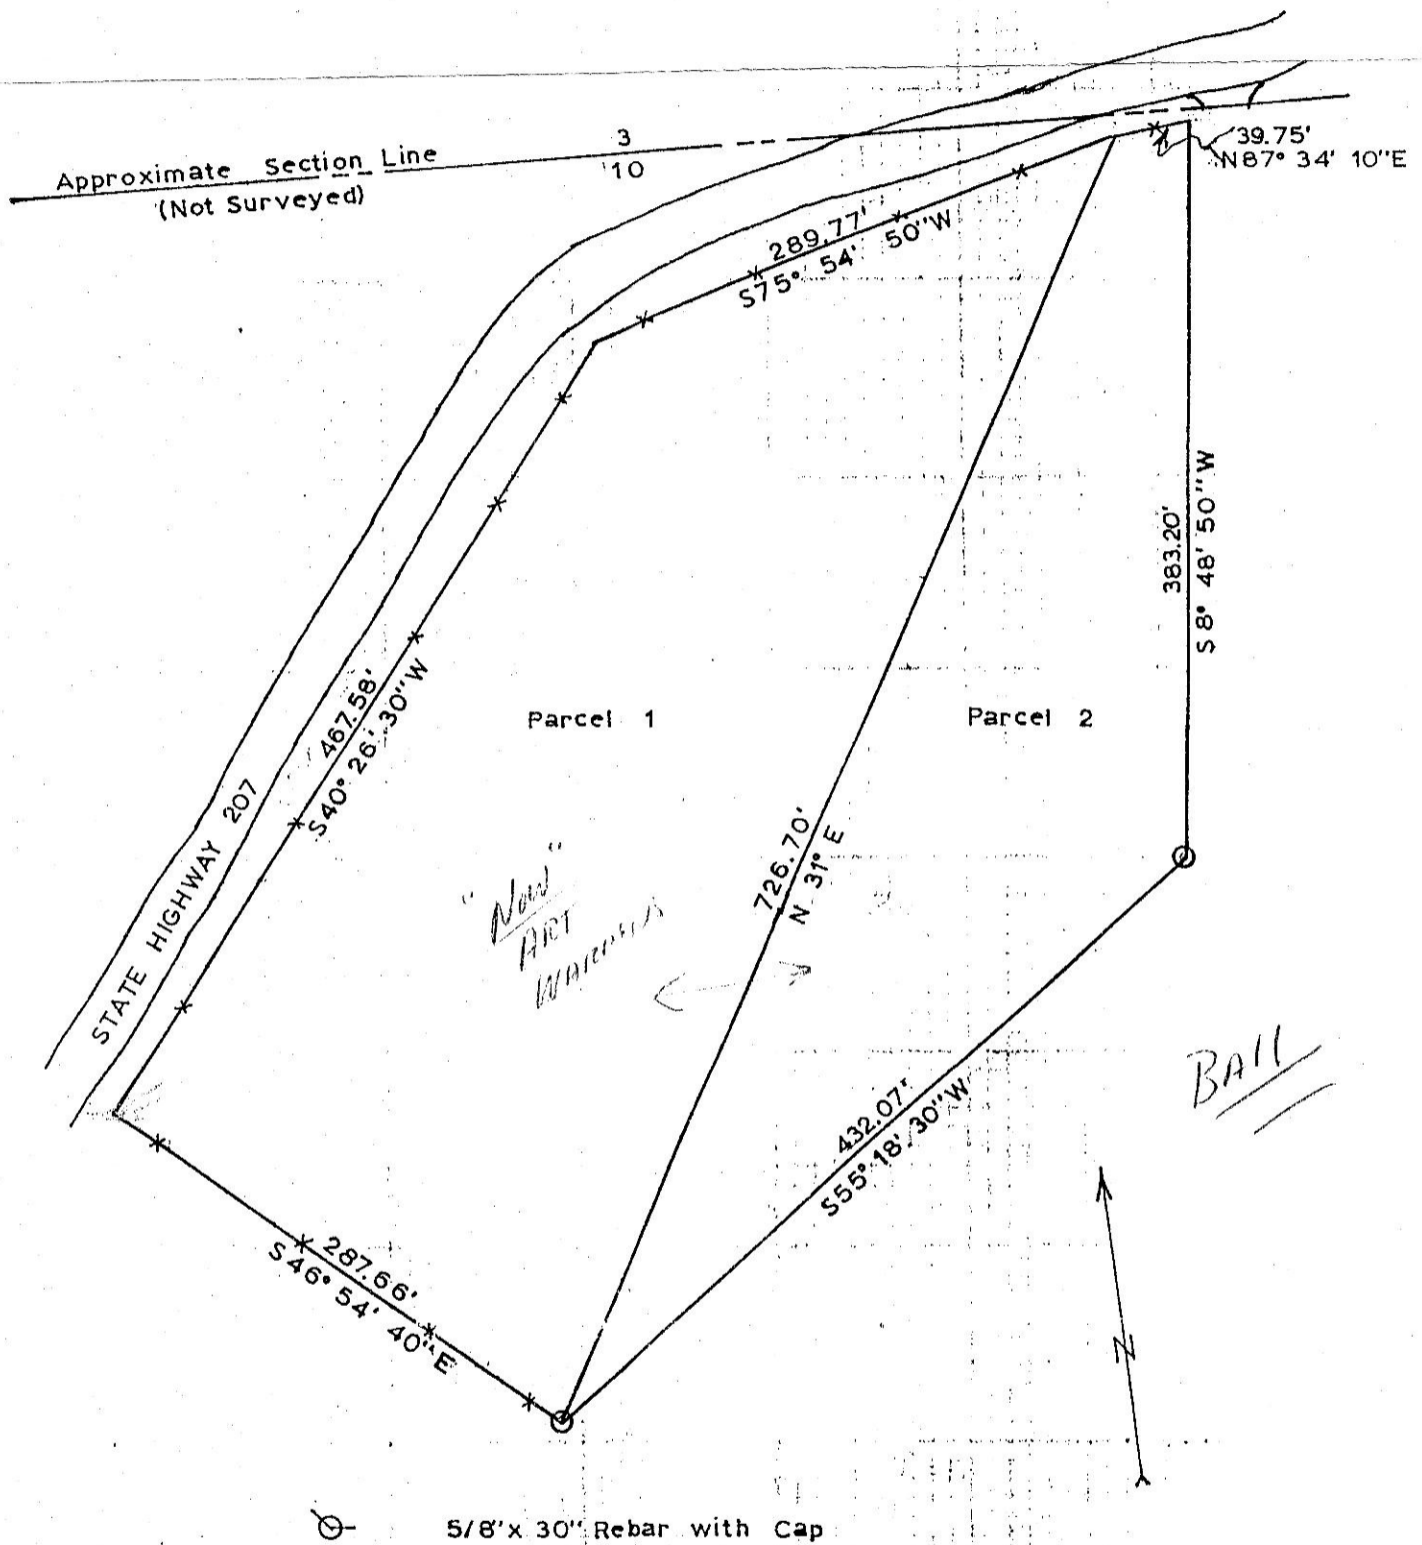 Approximate Section Line
(Not Surveyed)
3
10
39.75'
N87° 34' 10"E
289.77'
S75° 54' 50"W
383.20'
S 8° 48' 50"W
467.58'
S40° 26' 30"W
Parcel 1
Parcel 2
STATE HIGHWAY 207
726.70'
N 31° E
"Now"
ART
BAll
432.07'
S55° 18' 30"W
287.66'
S46° 54' 40"E
N
5/8"x 30" Rebar with Cap